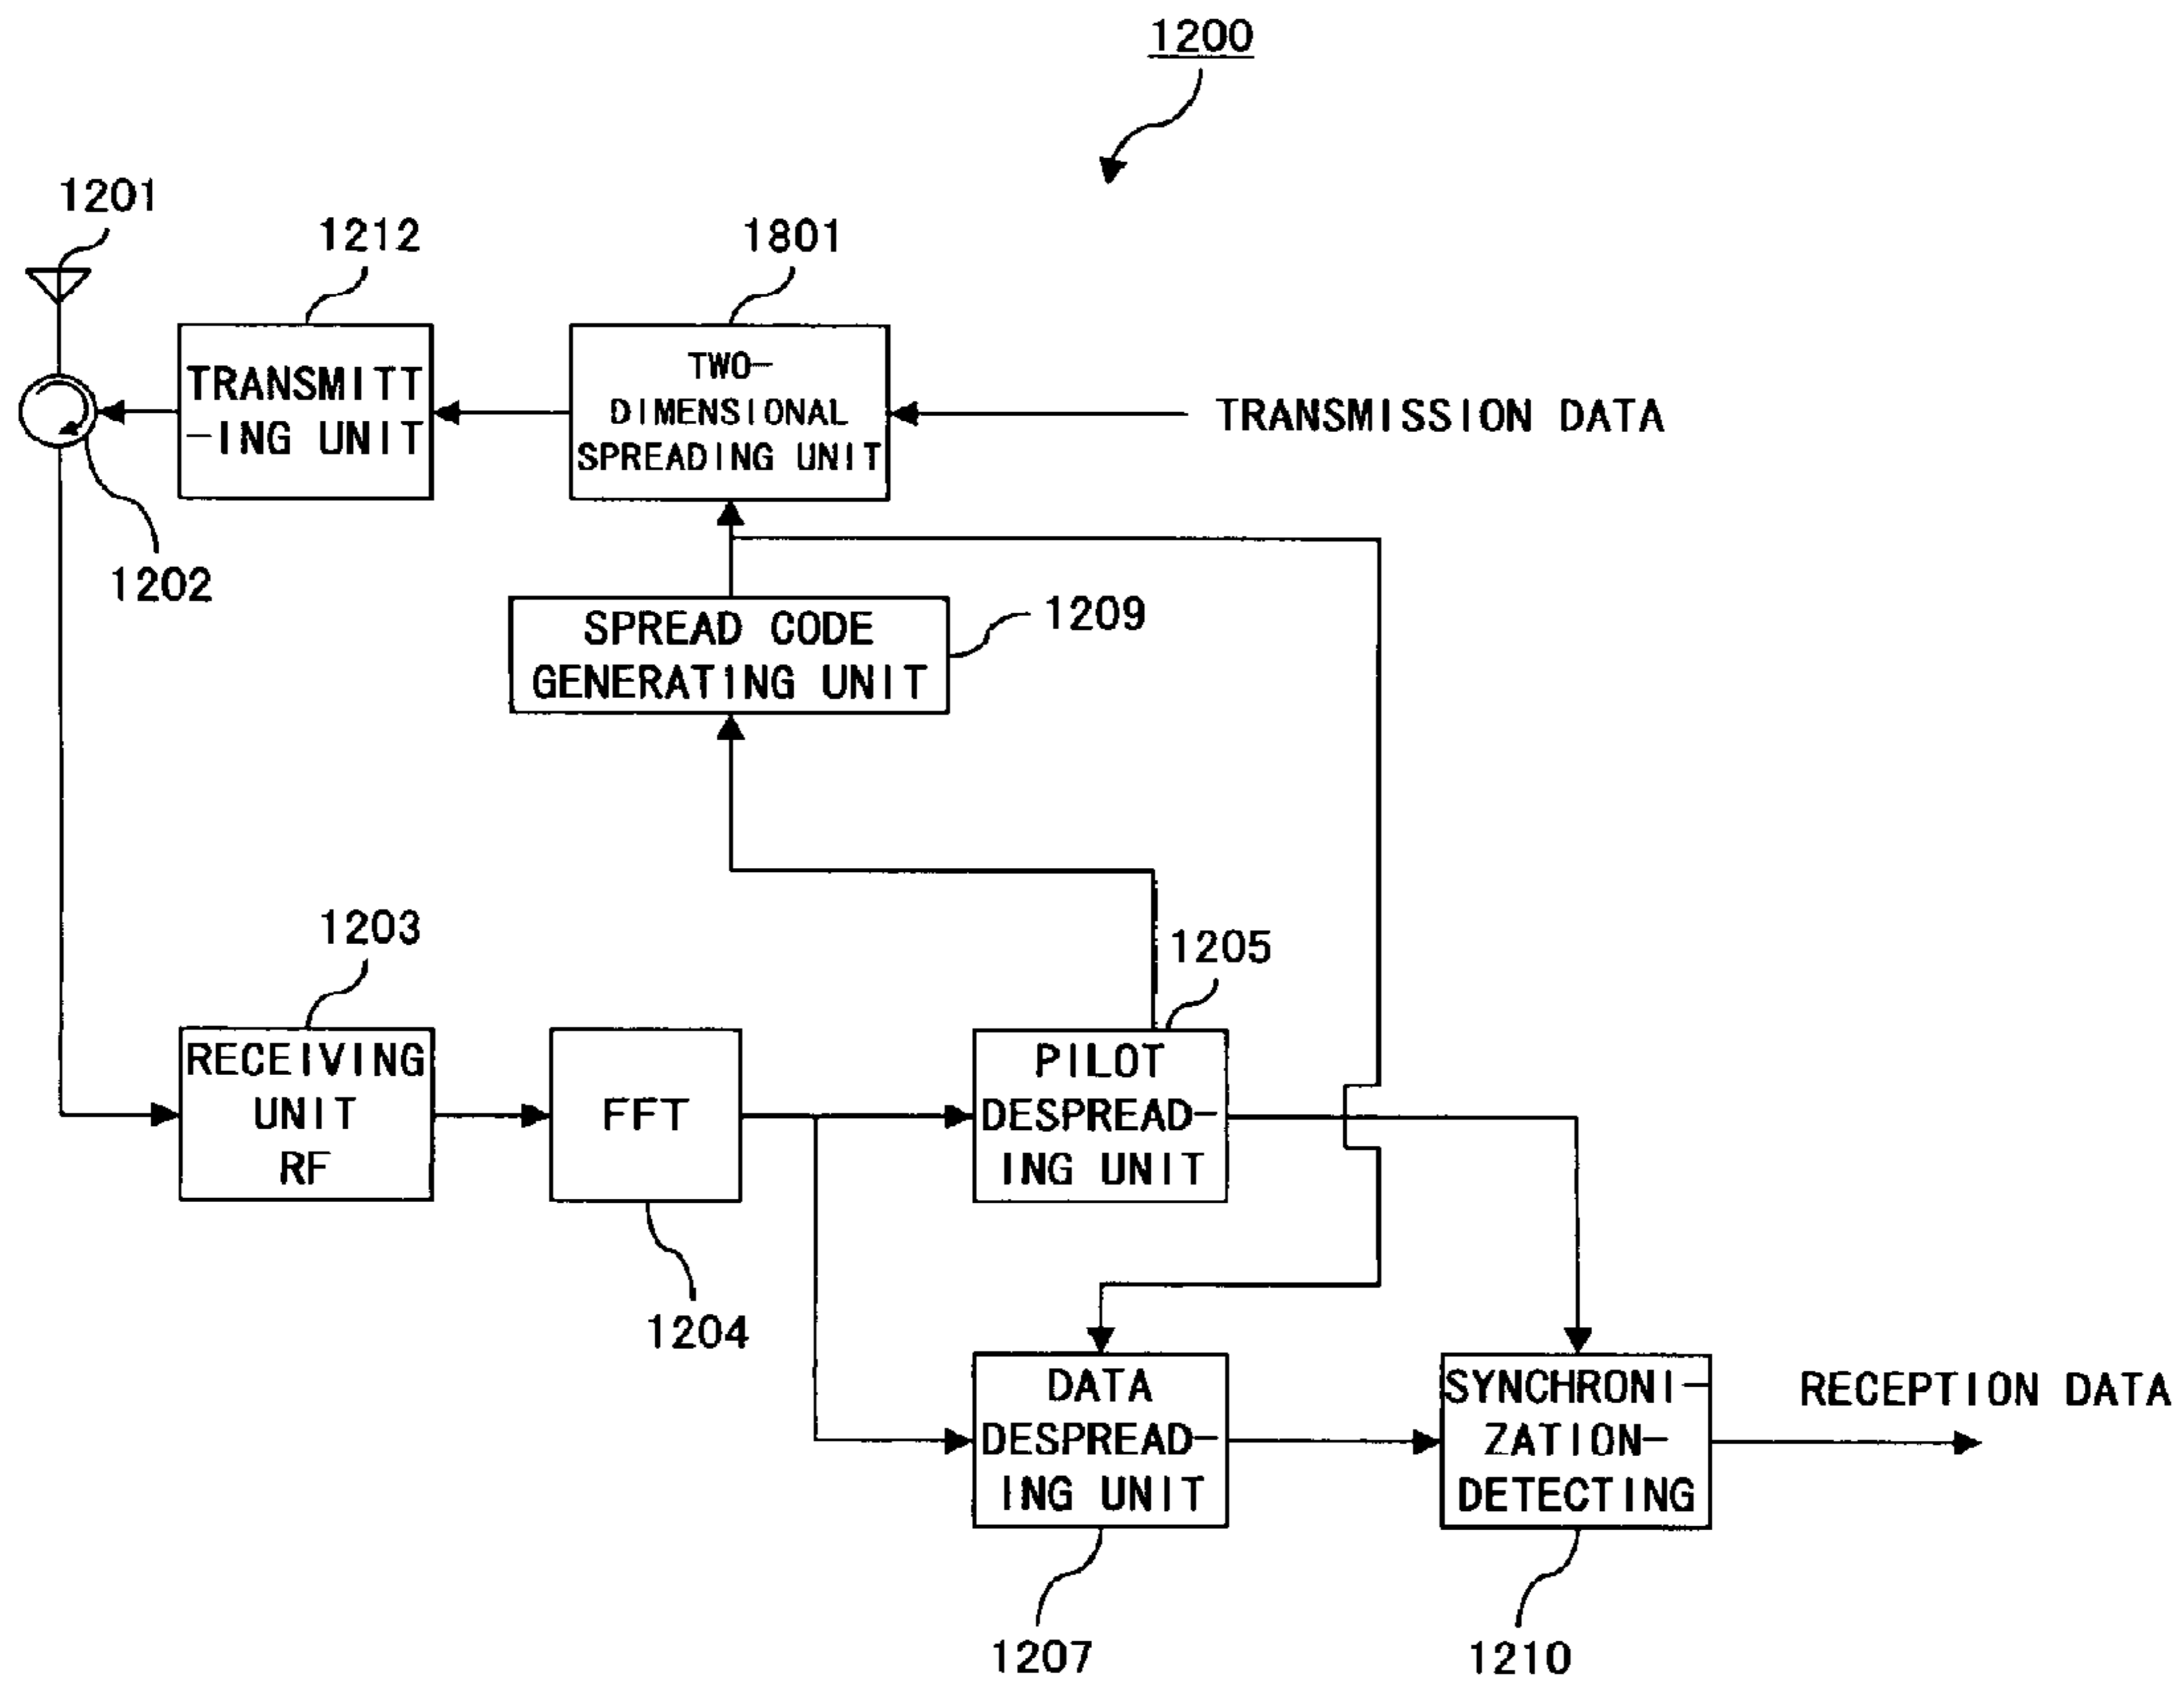 1200
1201
1212
1801
TRANSMITT
-ING UNIT
TWO-
DIMENSIONAL
SPREADING UNIT
TRANSMISSION DATA
1202
SPREAD CODE
GENERATING UNIT
1209
1203
1205
RECEIVING
UNIT
RF
FFT
PILOT
DESPREAD-
ING UNIT
1204
DATA
DESPREAD-
ING UNIT
SYNCHRONI-
ZATION-
DETECTING
RECEPTION DATA
1207
1210